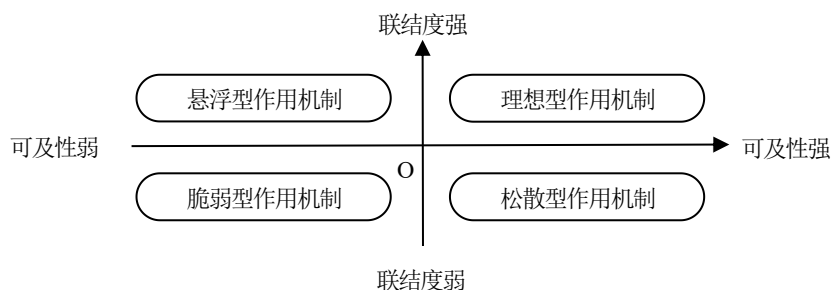 联结度强
悬浮型作用机制
理想型作用机制
可及性弱
可及性强
O
脆弱型作用机制
松散型作用机制
联结度弱